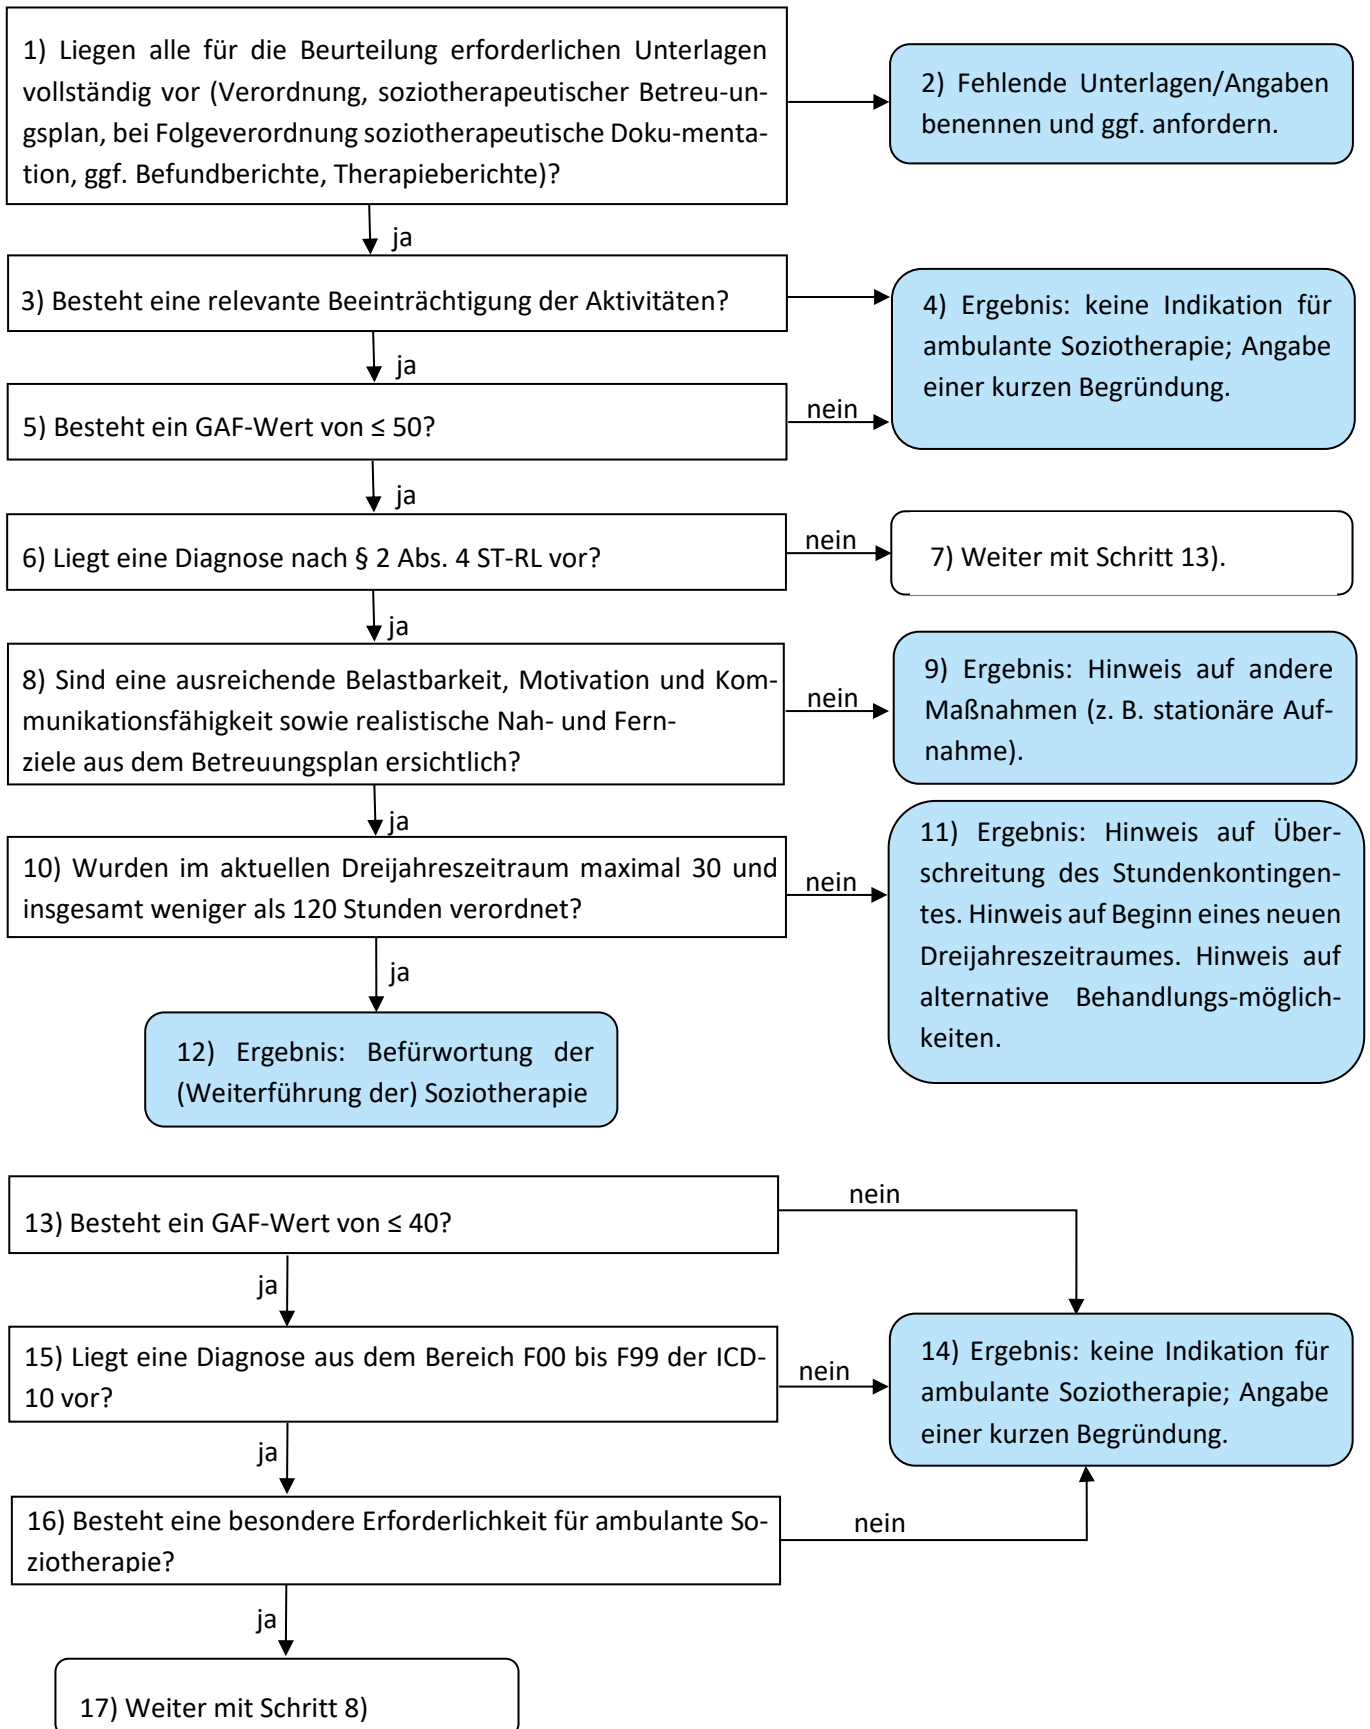 1) Liegen alle für die Beurteilung erforderlichen Unterlagen
vollständig vor (Verordnung, soziotherapeutischer Betreu-un-
gsplan, bei Folgeverordnung soziotherapeutische Doku-menta-
tion, ggf. Befundberichte, Therapieberichte)?
2) Fehlende Unterlagen/Angaben
benennen und ggf. anfordern.
ja
3) Besteht eine relevante Beeinträchtigung der Aktivitäten?
4) Ergebnis: keine Indikation für
ambulante Soziotherapie; Angabe
einer kurzen Begründung.
ja
5) Besteht ein GAF-Wert von ≤ 50?
nein
ja
6) Liegt eine Diagnose nach § 2 Abs. 4 ST-RL vor?
nein
7) Weiter mit Schritt 13).
ja
8) Sind eine ausreichende Belastbarkeit, Motivation und Kom-
munikationsfähigkeit sowie realistische Nah- und Fern-
ziele aus dem Betreuungsplan ersichtlich?
nein
9) Ergebnis: Hinweis auf andere
Maßnahmen (z. B. stationäre Auf-
nahme).
ja
10) Wurden im aktuellen Dreijahreszeitraum maximal 30 und
insgesamt weniger als 120 Stunden verordnet?
nein
11) Ergebnis: Hinweis auf Über-
schreitung des Stundenkontingen-
tes. Hinweis auf Beginn eines neuen
Dreijahreszeitraumes. Hinweis auf
alternative Behandlungs-möglich-
keiten.
ja
12) Ergebnis: Befürwortung der
(Weiterführung der) Soziotherapie
13) Besteht ein GAF-Wert von ≤ 40?
nein
ja
15) Liegt eine Diagnose aus dem Bereich F00 bis F99 der ICD-
10 vor?
nein
14) Ergebnis: keine Indikation für
ambulante Soziotherapie; Angabe
einer kurzen Begründung.
ja
16) Besteht eine besondere Erforderlichkeit für ambulante So-
ziotherapie?
nein
ja
17) Weiter mit Schritt 8)